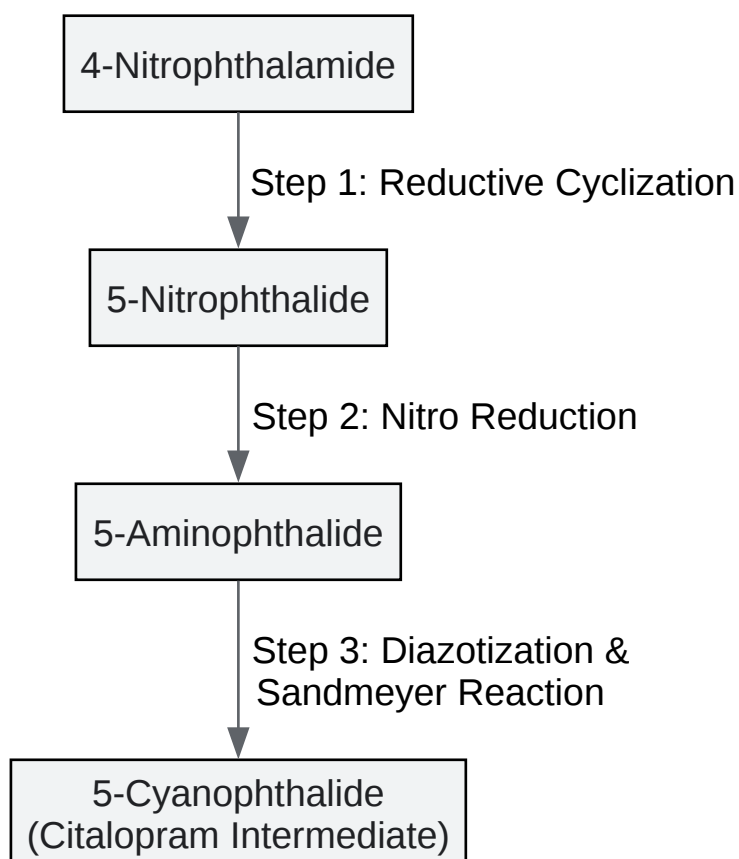 4-Nitrophthalamide
Step 1: Reductive Cyclization
5-Nitrophthalide
Step 2: Nitro Reduction
5-Aminophthalide
Step 3: Diazotization &
Sandmeyer Reaction
5-Cyanophthalide
(Citalopram Intermediate)